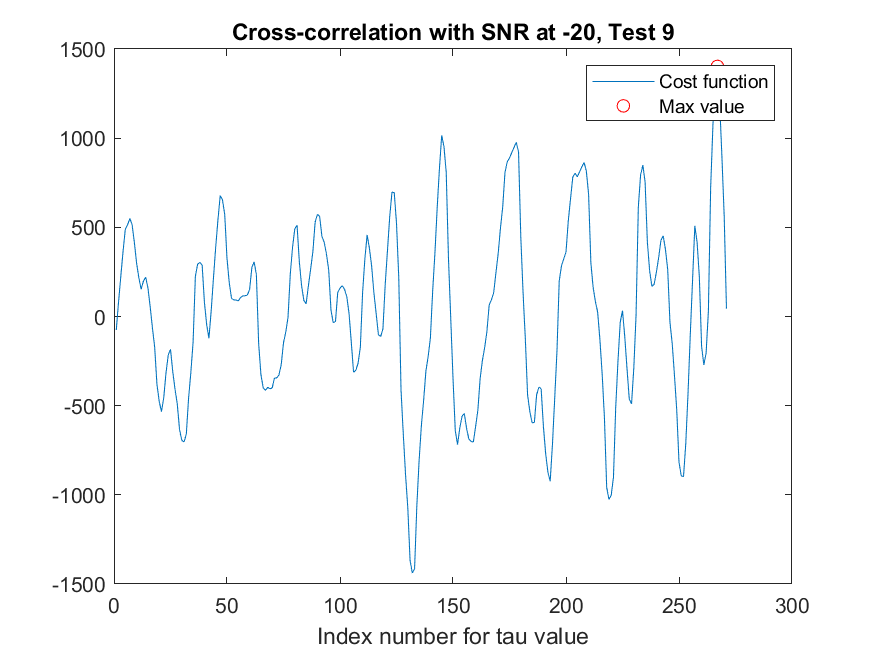 Cross-correlation with SNR at -20, Test 9
1500
1000
500
0
-500
-1000
-1500
Cost function
Max value
0 50 100 150 200 250 300
Index number for tau value